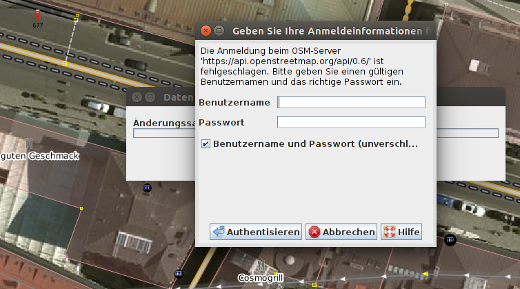 677
Geben Sie Ihre Anmeldeinformationen
Die Anmeldung beim OSM-Server
'https://api.openstreetmap.org/api/0.6/' ist
fehlgeschlagen. Bitte geben Sie einen gültigen
Benutzernamen und das richtige Passwort ein.
Daten
Benutzername
Passwort
Änderungssa
Benutzername und Passwort (unverschl...
guten Geschmack
Authentisieren
Abbrechen
Hilfe
Cosmogrill